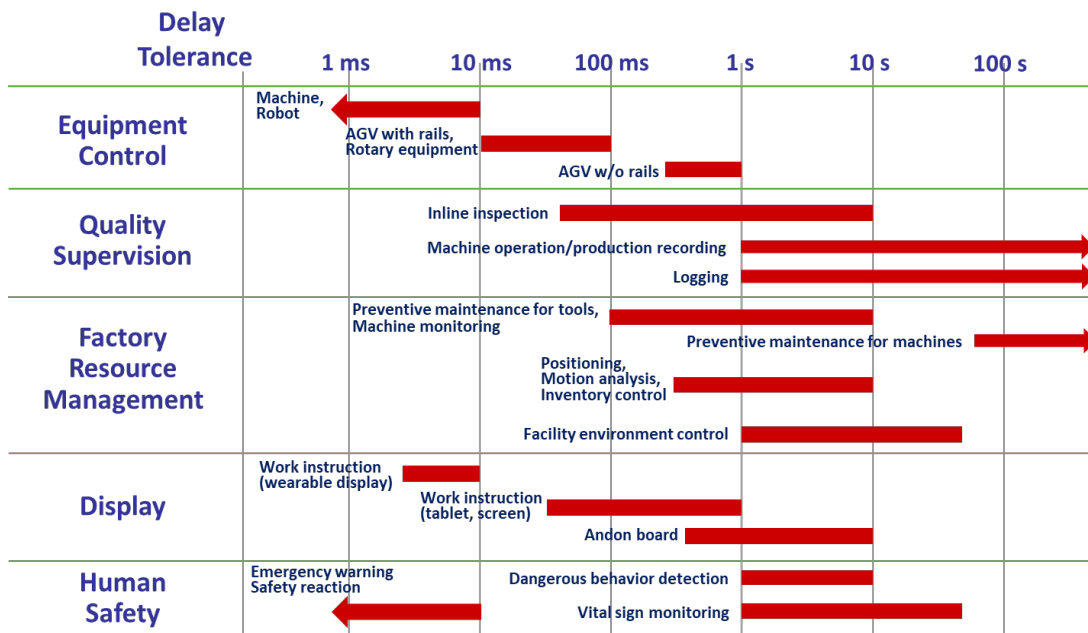 Delay
Tolerance
1 ms
10 ms
100 ms
1s
10 s
100 s
Equipment
Control
Machine,
Robot
AGV with rails,
Rotary equipment
AGV w/o rails
Quality
Supervision
Inline inspection
Machine operation/production recording
Logging
Factory
Resource
Management
Preventive maintenance for tools,
Machine monitoring
Preventive maintenance for machines
Positioning,
Motion analysis,
Inventory control
Facility environment control
Display
Work instruction
(wearable display)
Work instruction
(tablet, screen)
Andon board
Human
Safety
Emergency warning
Safety reaction
Dangerous behavior detection
Vital sign monitoring